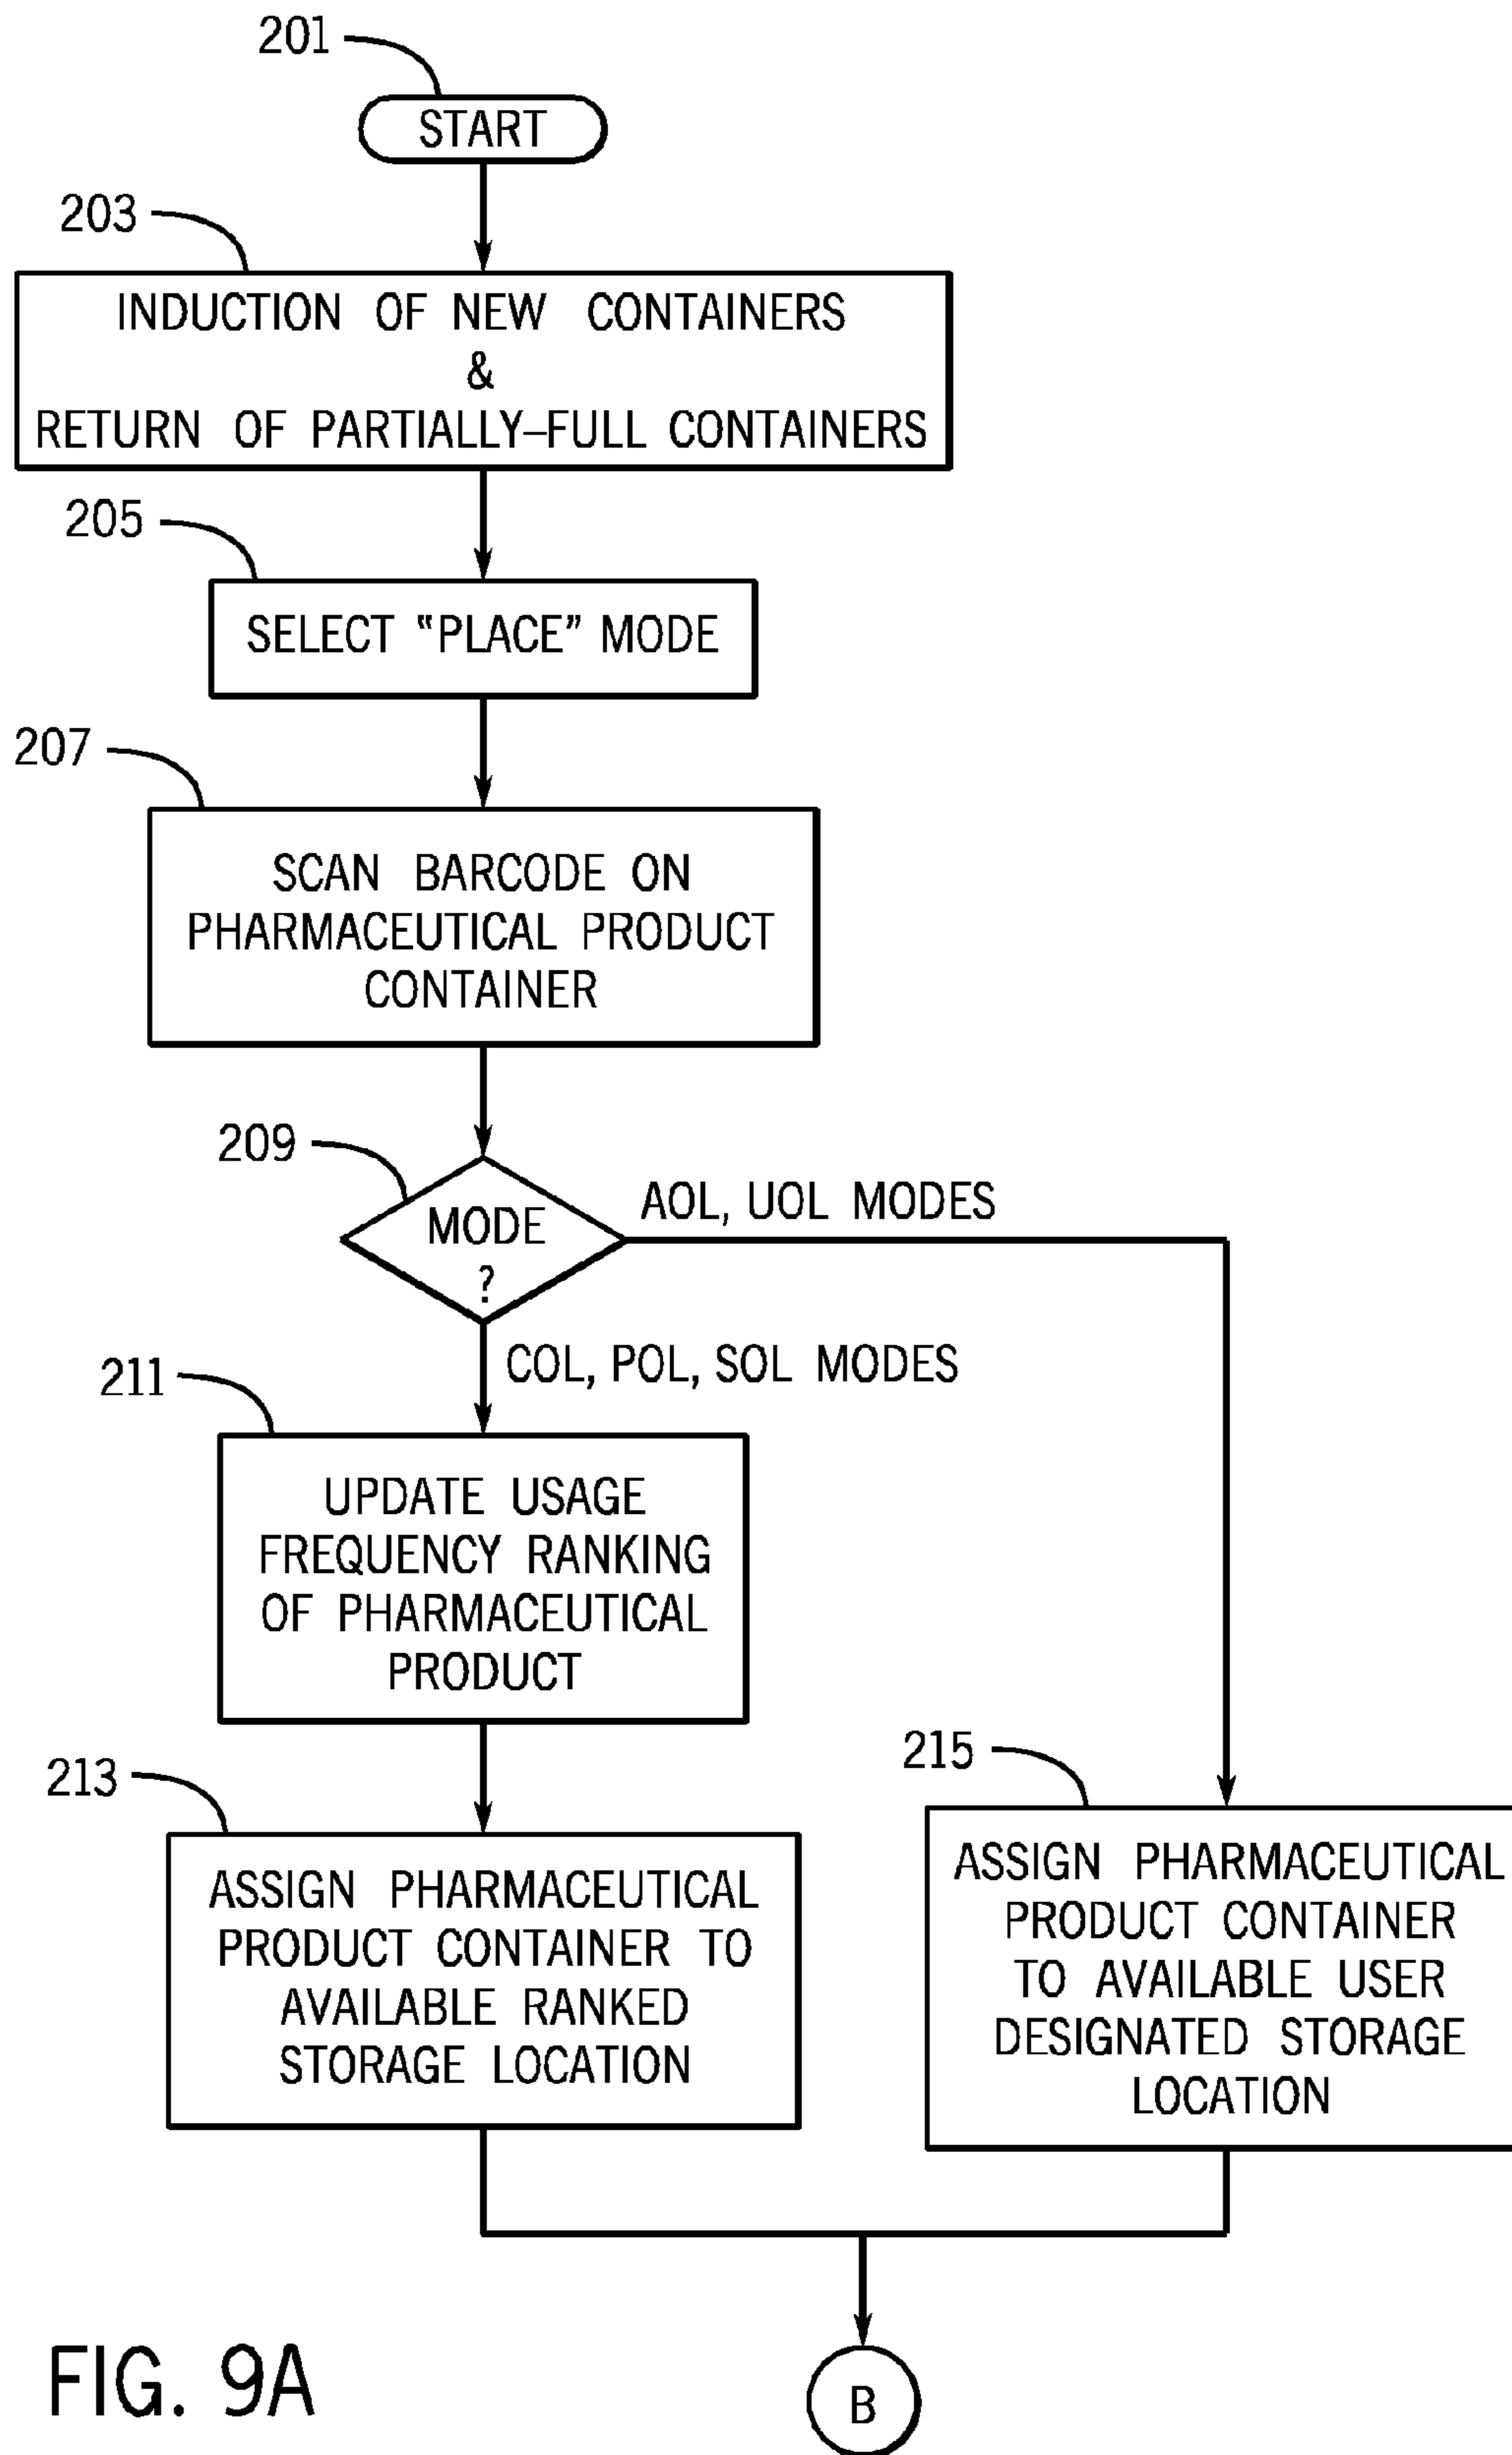 201
START
203
INDUCTION OF NEW CONTAINERS
&
RETURN OF PARTIALLY–FULL CONTAINERS
205
SELECT “PLACE” MODE
207
SCAN BARCODE ON
PHARMACEUTICAL PRODUCT
CONTAINER
209
MODE
?
AOL, UOL MODES
COL, POL, SOL MODES
211
UPDATE USAGE
FREQUENCY RANKING
OF PHARMACEUTICAL
PRODUCT
213
ASSIGN PHARMACEUTICAL
PRODUCT CONTAINER TO
AVAILABLE RANKED
STORAGE LOCATION
215
ASSIGN PHARMACEUTICAL
PRODUCT CONTAINER
TO AVAILABLE USER
DESIGNATED STORAGE
LOCATION
B
FIG. 9A